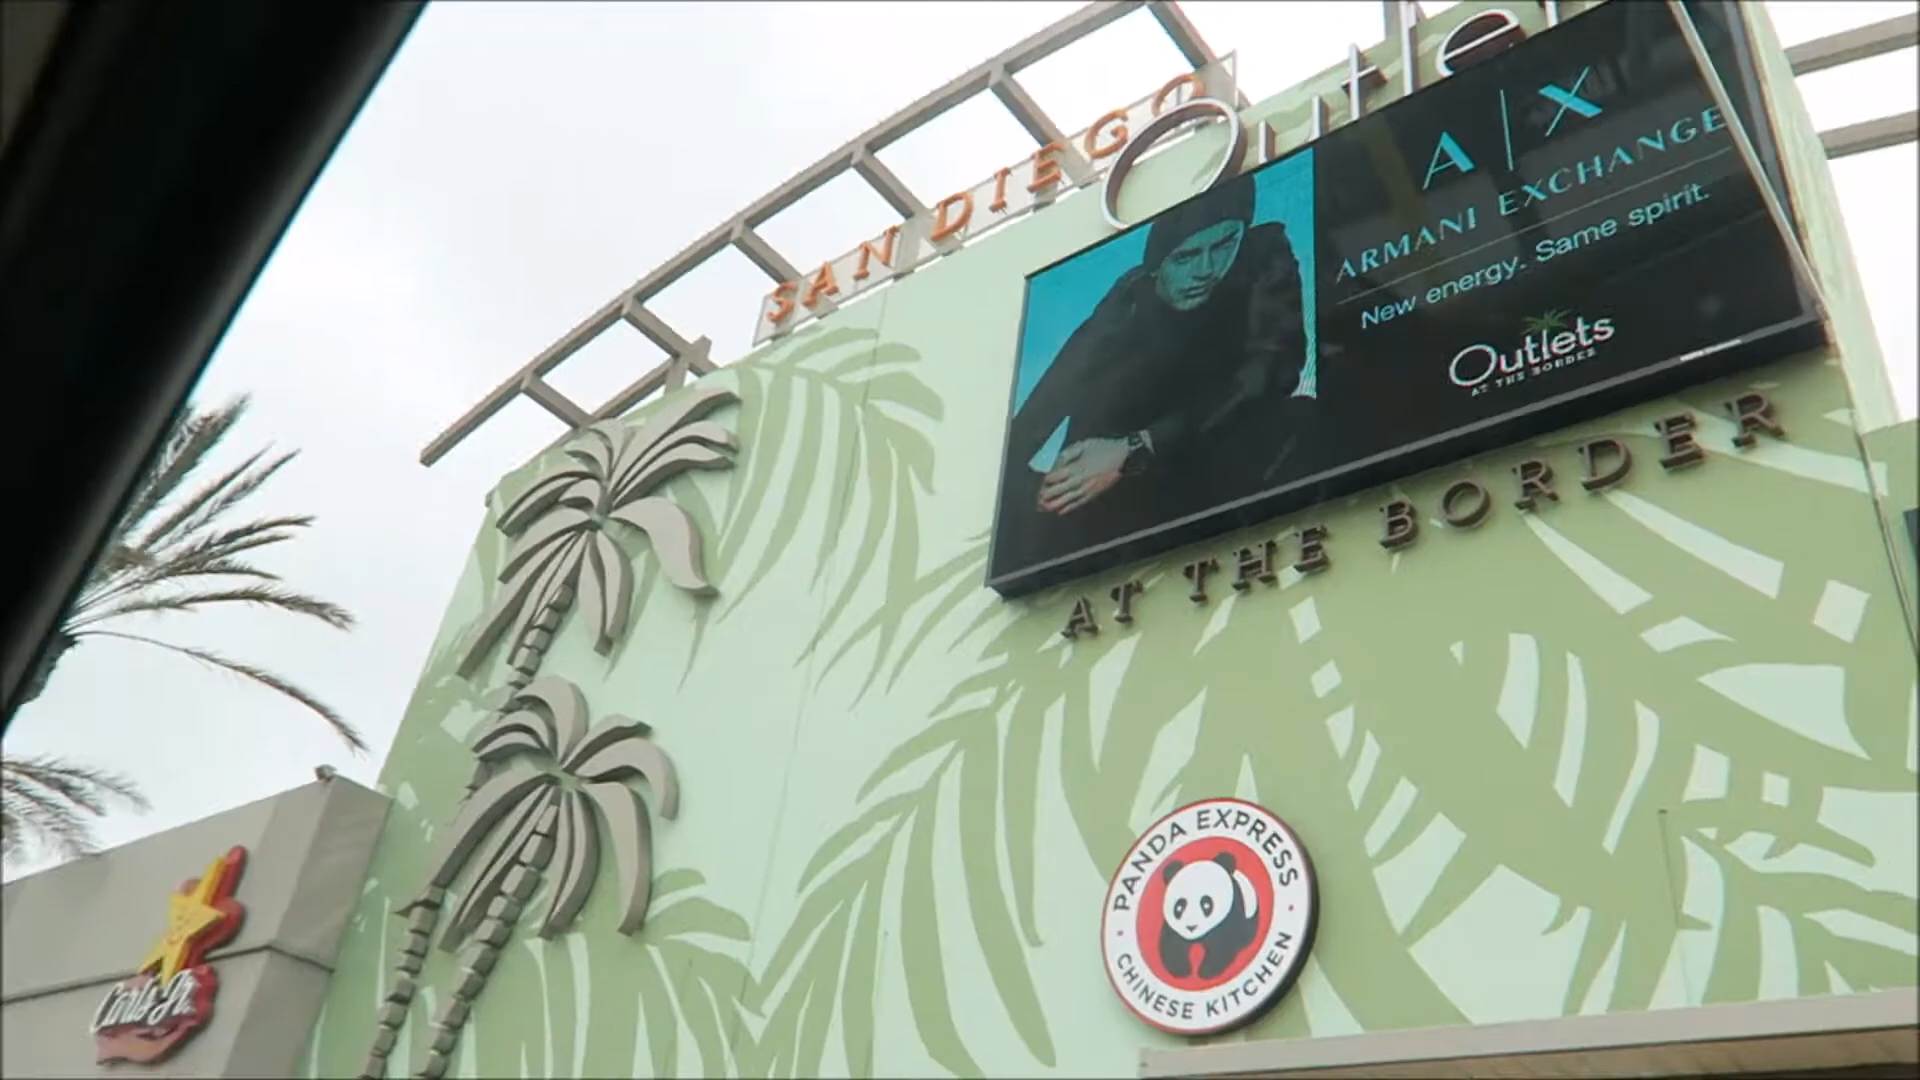 SAN DIEGO
Outlet
A|X
ARMANI EXCHANGE
New energy. Same spirit.
Outlets
AT THE BORDER
AT THE BORDER
PANDA EXPRESS
CHINESE KITCHEN
Carl's Jr.